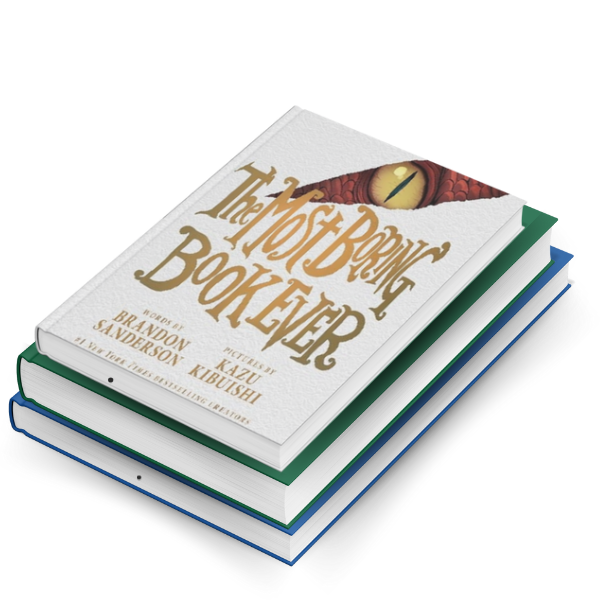 The Most Boring
Book Ever
WORDS BY
BRANDON
SANDERSON
PICTURES BY
KAZU
KIBUISHI
#1 NEW YORK TIMES BESTSELLING CREATORS